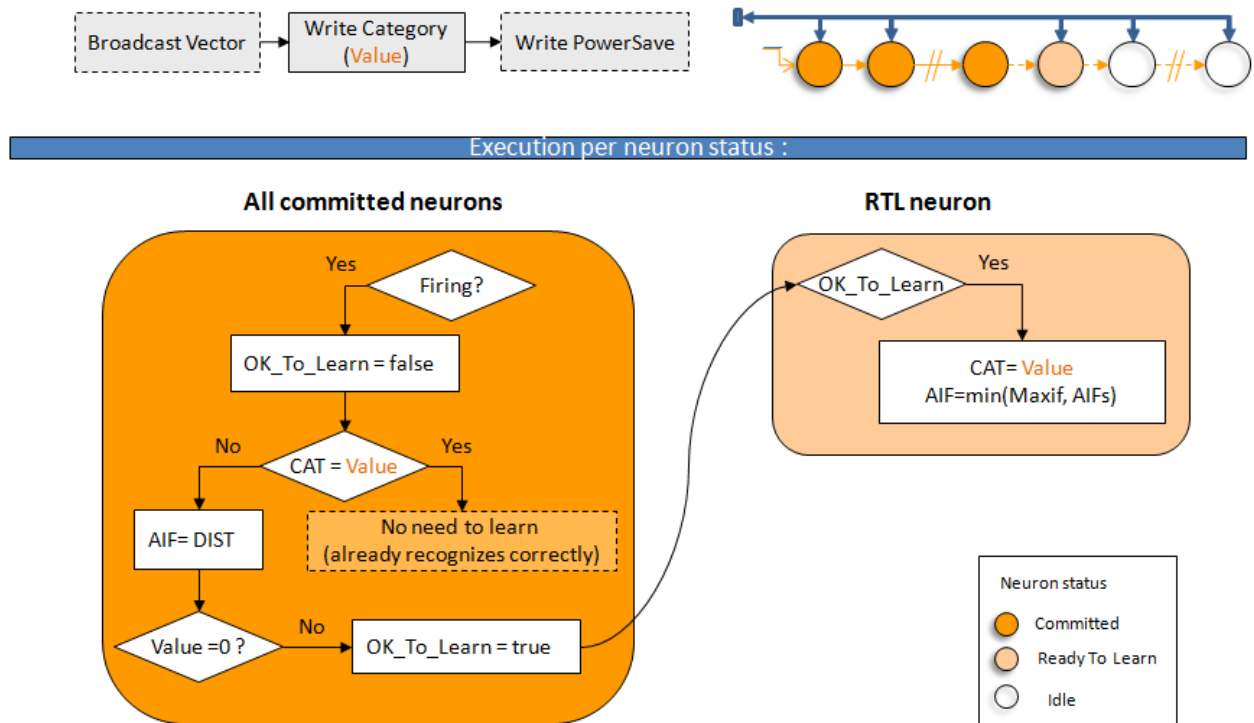 Broadcast Vector
Write Category
(Value)
Write PowerSave
Execution per neuron status :
All committed neurons
RTL neuron
Yes
Firing?
OK_To_Learn = false
No
CAT = Value
Yes
AIF= DIST
No need to learn
(already recognizes correctly)
Value =0 ?
No
OK_To_Learn = true
OK_To_Learn
Yes
CAT= Value
AIF=min(Maxif, AIFs)
Neuron status
Committed
Ready To Learn
Idle